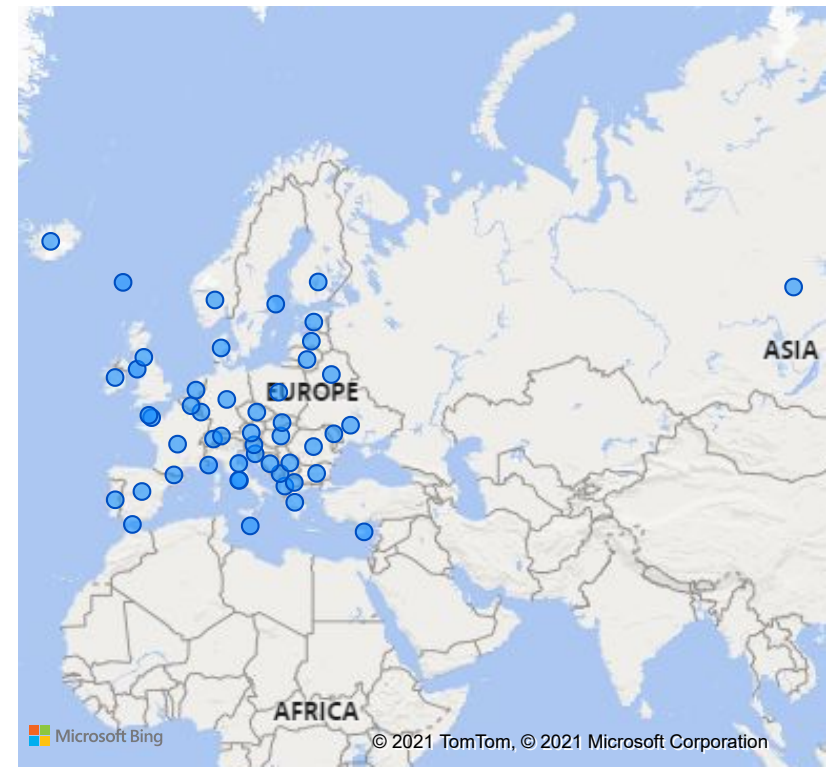 ASIA
EUROPE
AFRICA
Microsoft Bing
© 2021 TomTom, © 2021 Microsoft Corporation